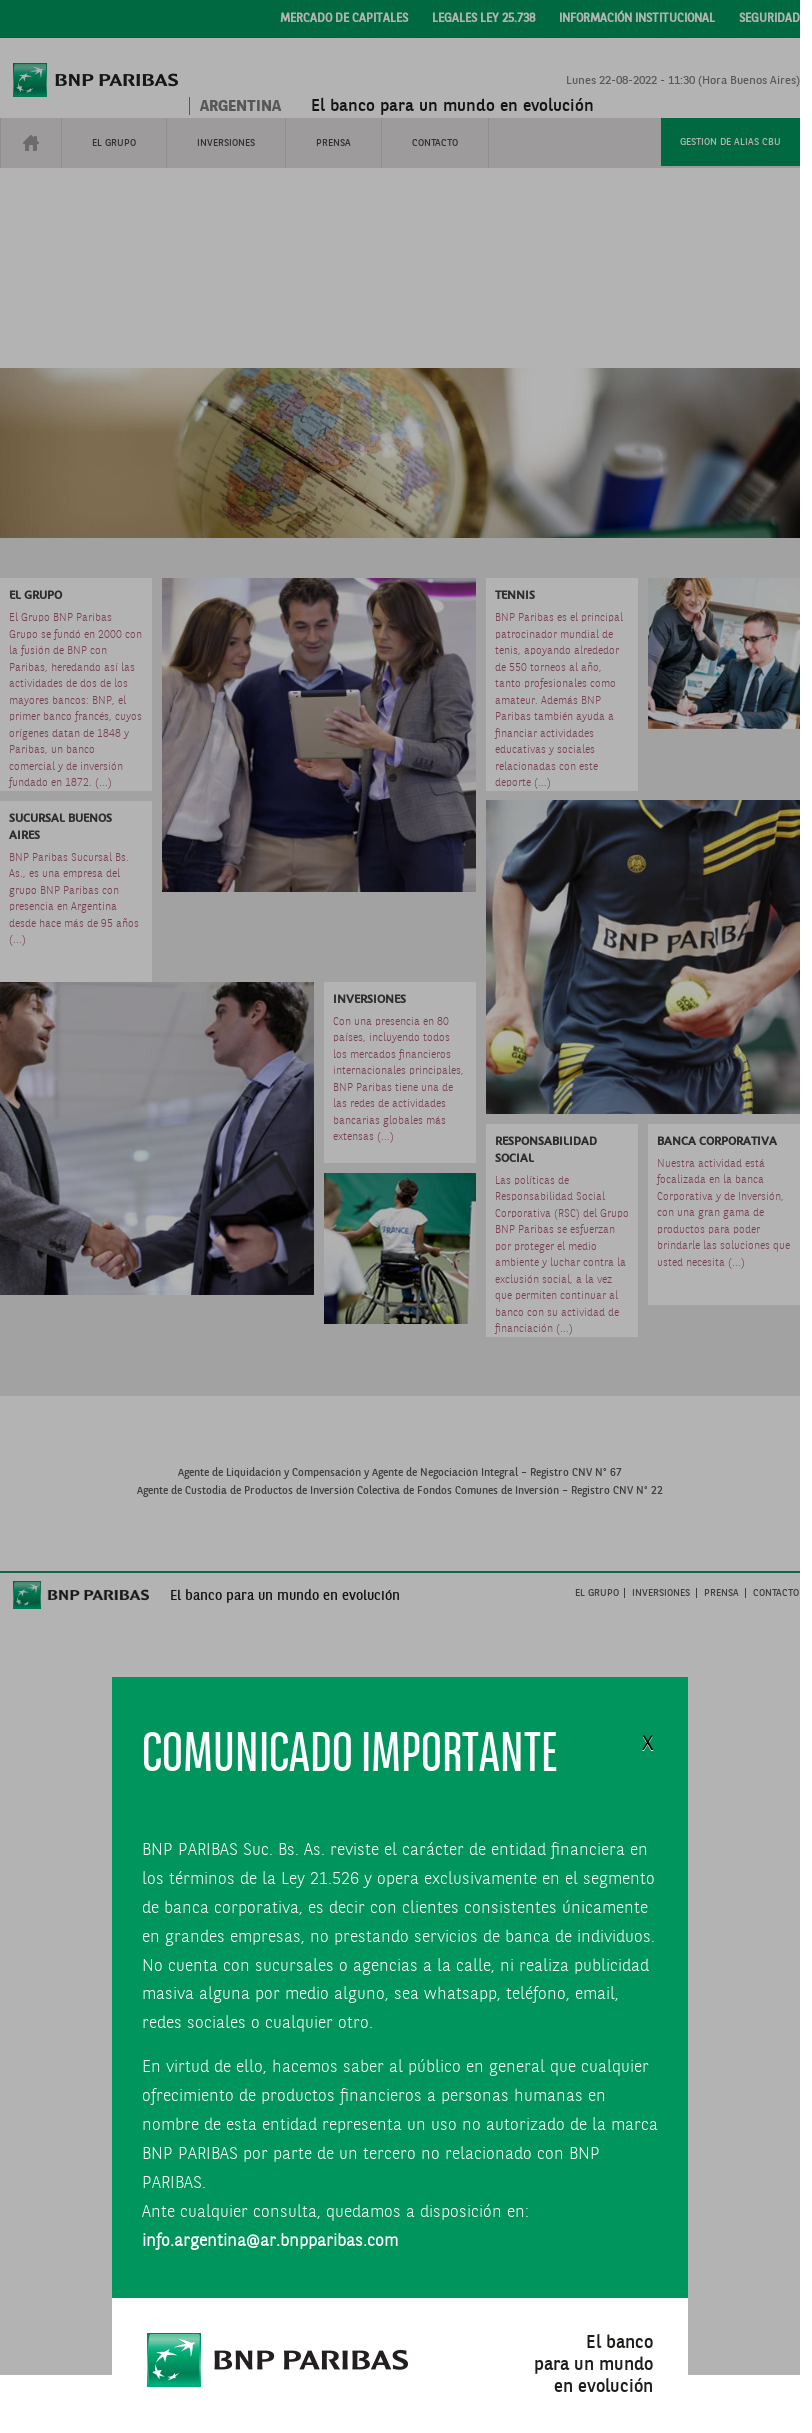 MERCADO DE CAPITALES LEGALES LEY 25.738 INFORMACIÓN INSTITUCIONAL SEGURIDAD
BNP PARIBAS
Lunes 22-08-2022 - 11:30 (Hora Buenos Aires)
ARGENTINA El banco para un mundo en evolución
EL GRUPO INVERSIONES PRENSA CONTACTO GESTION DE ALIAS CBU
EL GRUPO
El Grupo BNP Paribas
Grupo se fundó en 2000 con
la fusión de BNP con
Paribas, heredando así las
actividades de dos de los
mayores bancos: BNP, el
primer banco francés, cuyos
orígenes datan de 1848 y
Paribas, un banco
comercial y de inversión
fundado en 1872. (...)
TENNIS
BNP Paribas es el principal
patrocinador mundial de
tenis, apoyando alrededor
de 550 torneos al año,
tanto profesionales como
amateur. Además BNP
Paribas también ayuda a
financiar actividades
educativas y sociales
relacionadas con este
deporte (...)
SUCURSAL BUENOS
AIRES
BNP Paribas Sucursal Bs.
As., es una empresa del
grupo BNP Paribas con
presencia en Argentina
desde hace más de 95 años
(...)
BNP PARIBA
INVERSIONES
Con una presencia en 80
países, incluyendo todos
los mercados financieros
internacionales principales,
BNP Paribas tiene una de
las redes de actividades
bancarias globales más
extensas (...)
FRANCE
RESPONSABILIDAD
SOCIAL
Las políticas de
Responsabilidad Social
Corporativa (RSC) del Grupo
BNP Paribas se esfuerzan
por proteger el medio
ambiente y luchar contra la
exclusión social, a la vez
que permiten continuar al
banco con su actividad de
financiación (...)
BANCA CORPORATIVA
Nuestra actividad está
focalizada en la banca
Corporativa y de Inversión,
con una gran gama de
productos para poder
brindarle las soluciones que
usted necesita (...)
Agente de Liquidación y Compensación y Agente de Negociación Integral – Registro CNV N° 67
Agente de Custodia de Productos de Inversión Colectiva de Fondos Comunes de Inversión – Registro CNV N° 22
BNP PARIBAS El banco para un mundo en evolución
EL GRUPO | INVERSIONES | PRENSA | CONTACTO
COMUNICADO IMPORTANTE X
BNP PARIBAS Suc. Bs. As. reviste el carácter de entidad financiera en
los términos de la Ley 21.526 y opera exclusivamente en el segmento
de banca corporativa, es decir con clientes consistentes únicamente
en grandes empresas, no prestando servicios de banca de individuos.
No cuenta con sucursales o agencias a la calle, ni realiza publicidad
masiva alguna por medio alguno, sea whatsapp, teléfono, email,
redes sociales o cualquier otro.
En virtud de ello, hacemos saber al público en general que cualquier
ofrecimiento de productos financieros a personas humanas en
nombre de esta entidad representa un uso no autorizado de la marca
BNP PARIBAS por parte de un tercero no relacionado con BNP
PARIBAS.
Ante cualquier consulta, quedamos a disposición en:
info.argentina@ar.bnpparibas.com
BNP PARIBAS
El banco
para un mundo
en evolución